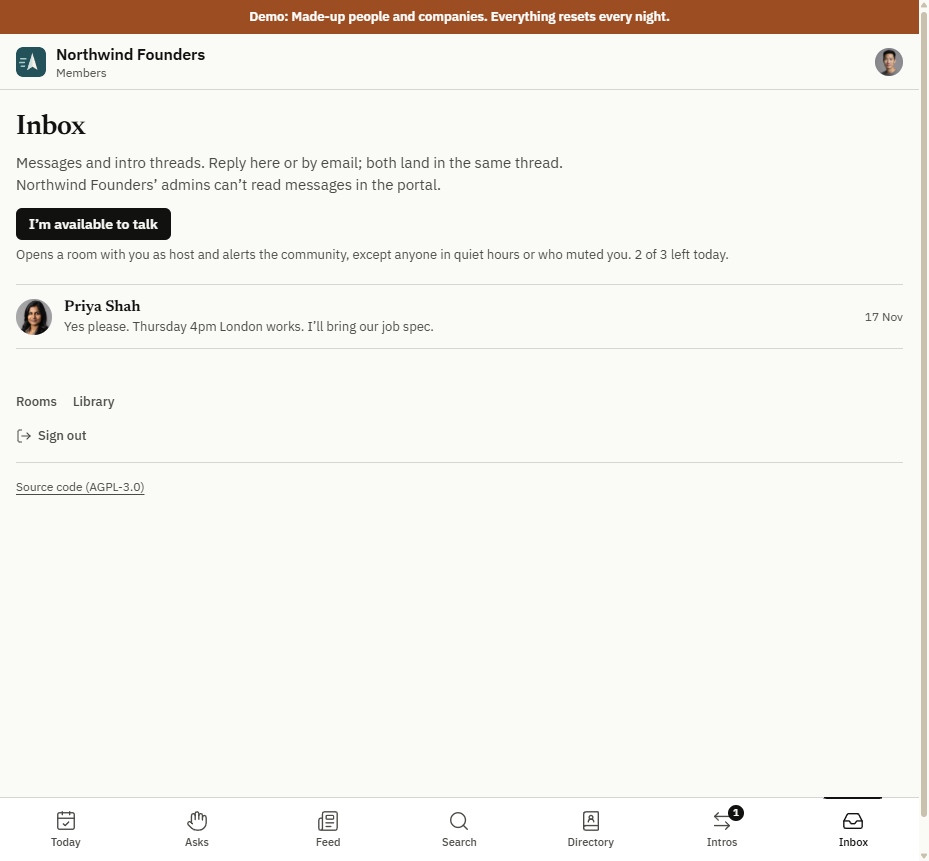 Demo: Made-up people and companies. Everything resets every night.
Northwind Founders
Members
Inbox
Messages and intro threads. Reply here or by email; both land in the same thread.
Northwind Founders’ admins can’t read messages in the portal.
I’m available to talk
Opens a room with you as host and alerts the community, except anyone in quiet hours or who muted you. 2 of 3 left today.
Priya Shah
Yes please. Thursday 4pm London works. I’ll bring our job spec.
17 Nov
Rooms Library
Sign out
Source code (AGPL-3.0)
1
Today Asks Feed Search Directory Intros Inbox